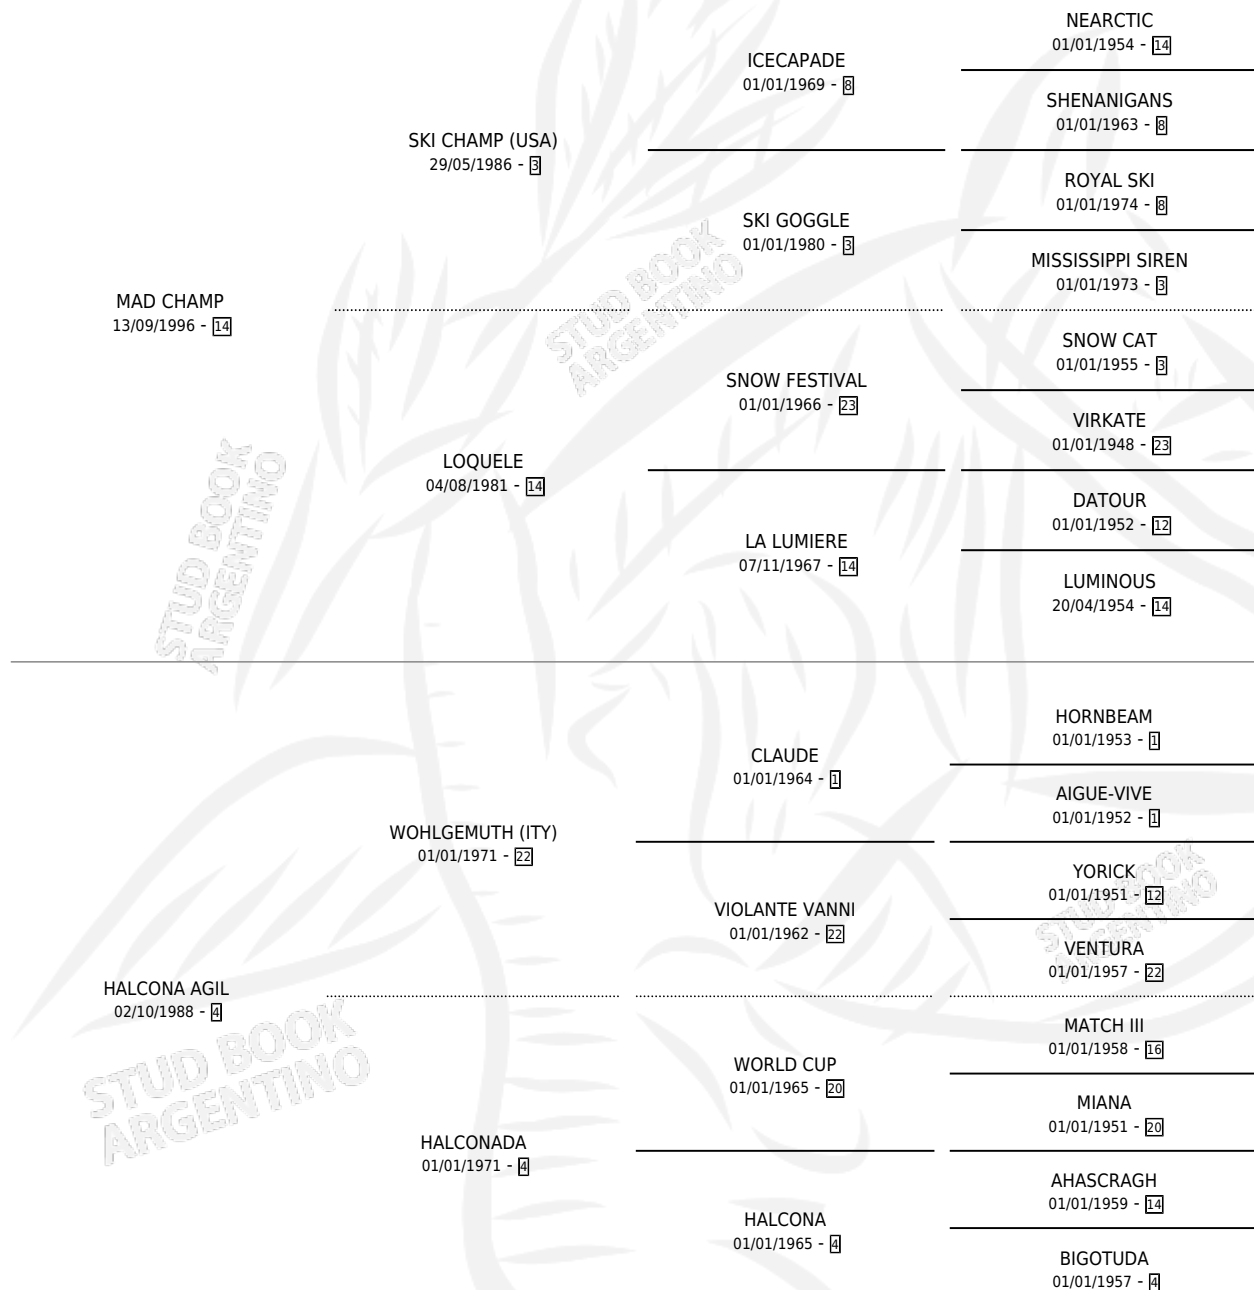 NEARCTIC
01/01/1954 - 14
ICECAPADE
01/01/1969 - 8
SHENANIGANS
01/01/1963 - 8
SKI CHAMP (USA)
29/05/1986 - 3
ROYAL SKI
01/01/1974 - 8
SKI GOGGLE
01/01/1980 - 3
MISSISSIPPI SIREN
01/01/1973 - 3
MAD CHAMP
13/09/1996 - 14
SNOW CAT
01/01/1955 - 3
SNOW FESTIVAL
01/01/1966 - 23
VIRKATE
01/01/1948 - 23
LOQUELE
04/08/1981 - 14
DATOUR
01/01/1952 - 12
LA LUMIERE
07/11/1967 - 14
LUMINOUS
20/04/1954 - 14
HORNBEAM
01/01/1953 - 1
CLAUDE
01/01/1964 - 1
AIGUE-VIVE
01/01/1952 - 1
WOHLGEMUTH (ITY)
01/01/1971 - 22
YORICK
01/01/1951 - 12
VIOLANTE VANNI
01/01/1962 - 22
VENTURA
01/01/1957 - 22
HALCONA AGIL
02/10/1988 - 4
MATCH III
01/01/1958 - 16
WORLD CUP
01/01/1965 - 20
MIANA
01/01/1951 - 20
HALCONADA
01/01/1971 - 4
AHASCRAGH
01/01/1959 - 14
HALCONA
01/01/1965 - 4
BIGOTUDA
01/01/1957 - 4
STUD BOOK
ARGENTINO
STUD BOOK
ARGENTINO
STUD BOOK
ARGENTINO
STUD BOOK
ARGENTINO